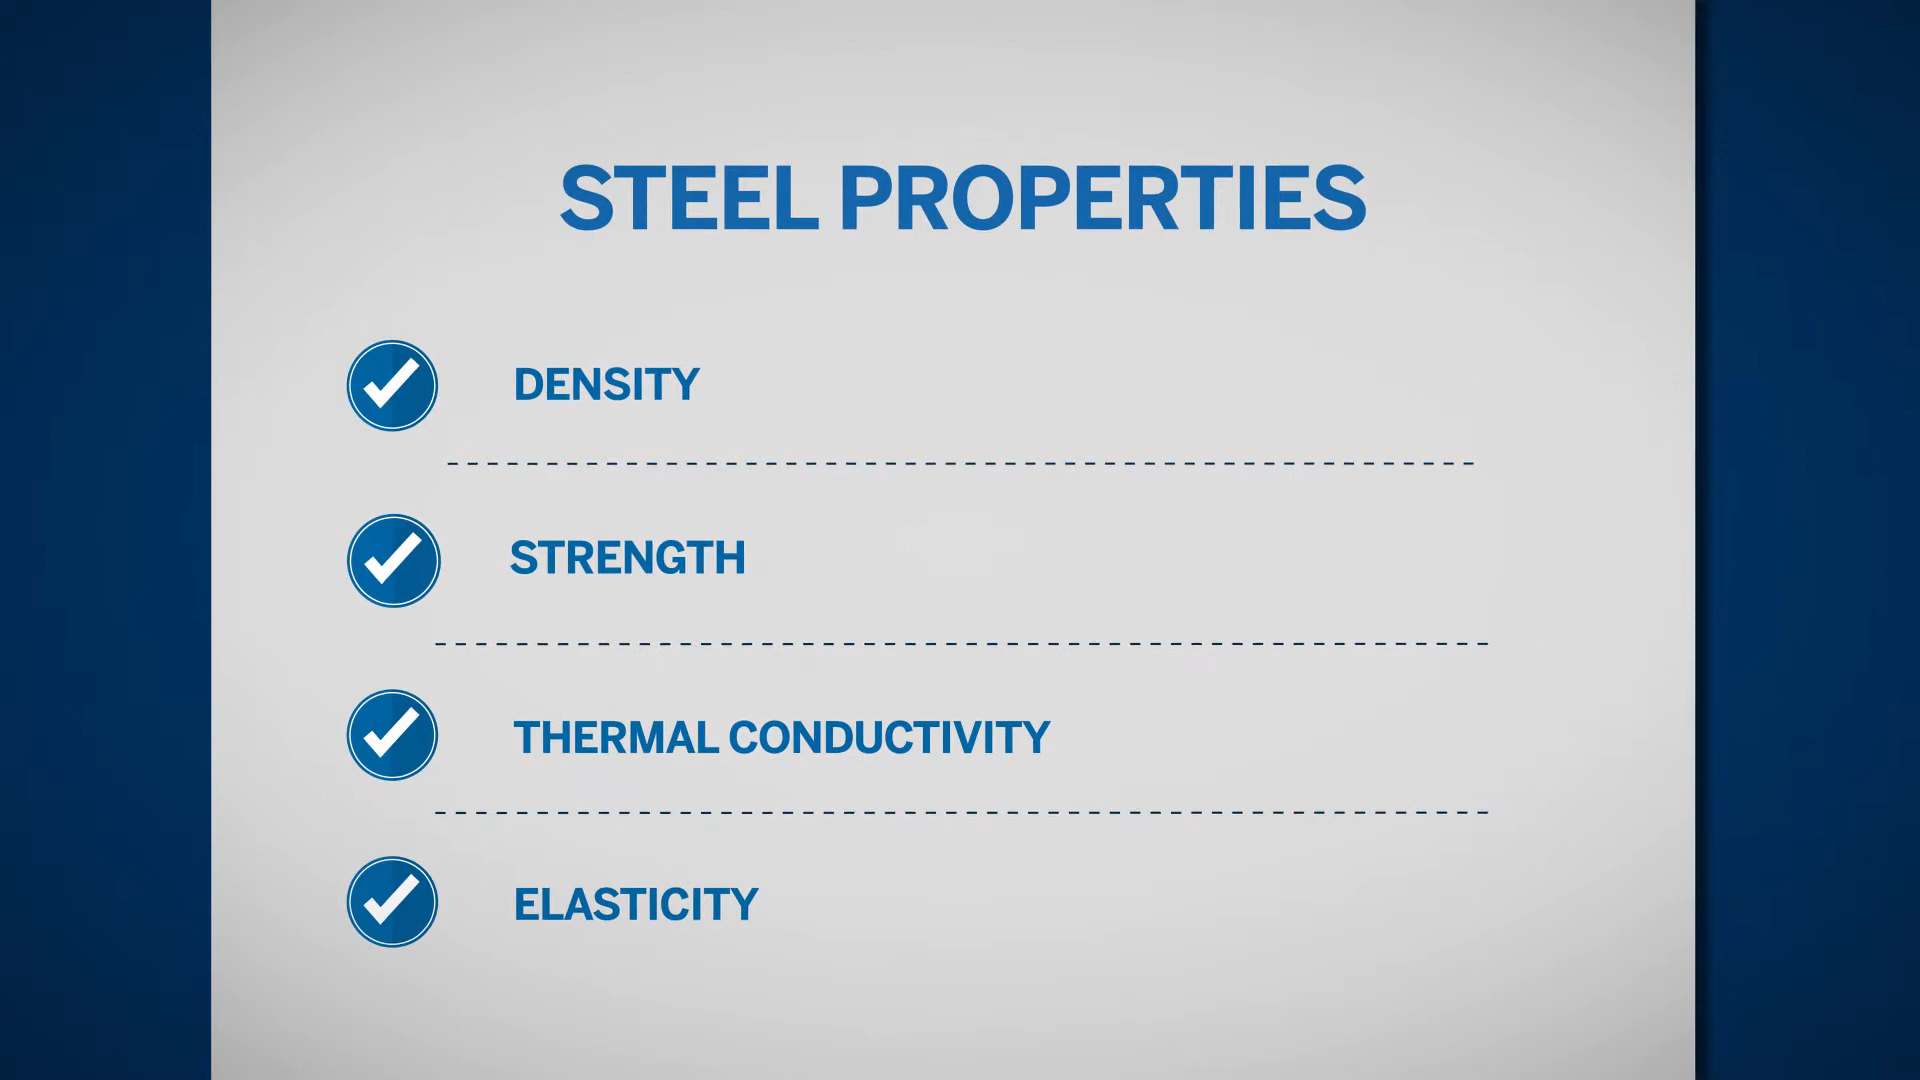 STEEL PROPERTIES
DENSITY
STRENGTH
THERMAL CONDUCTIVITY
ELASTICITY